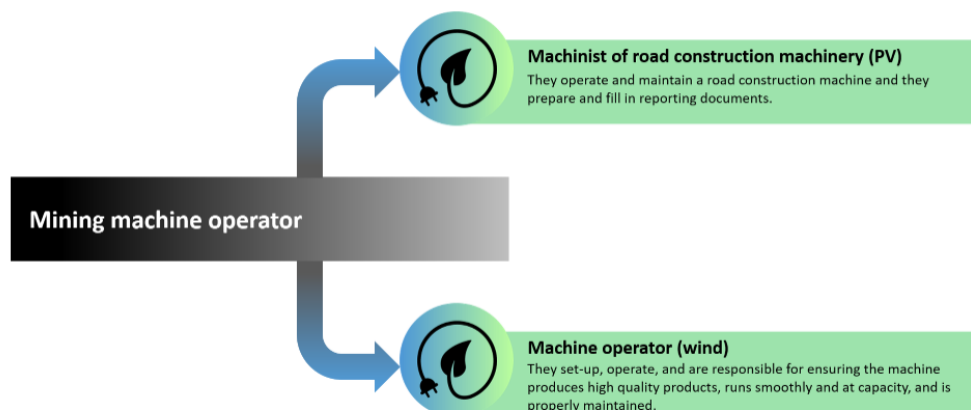 Machinist of road construction machinery (PV)
They operate and maintain a road construction machine and they
prepare and fill in reporting documents.
Mining machine operator
Machine operator (wind)
They set-up, operate, and are responsible for ensuring the machine
produces high quality products, runs smoothly and at capacity, and is
properly maintained.